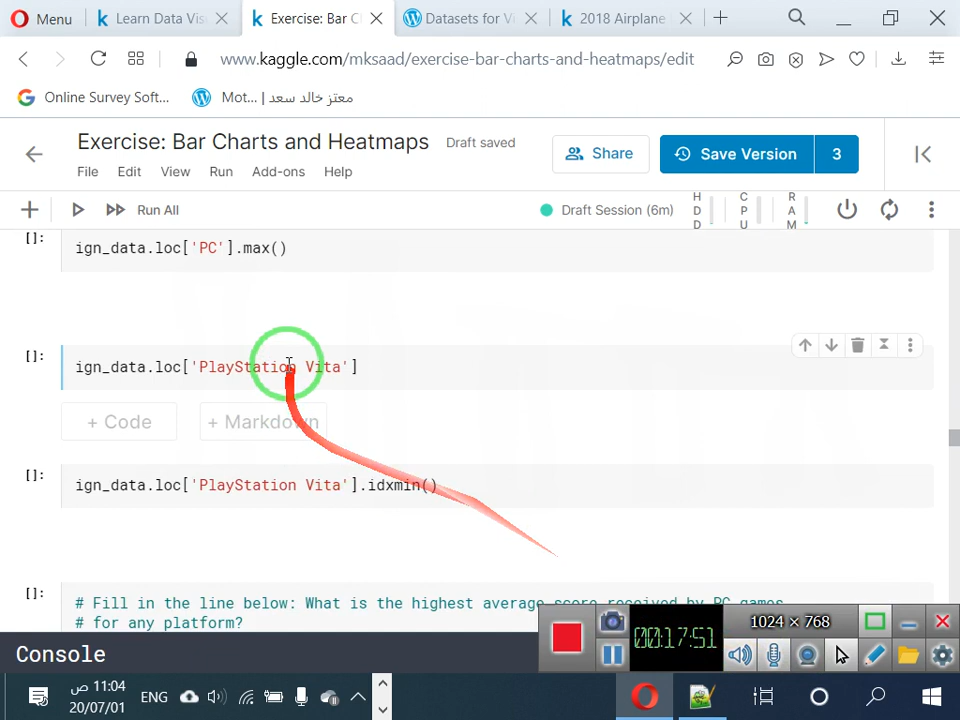 Menu
Learn Data Vis
Exercise: Bar C
Datasets for Vi
2018 Airplane
www.kaggle.com/mksaad/exercise-bar-charts-and-heatmaps/edit
Online Survey Soft...
Mot... | معتز خالد سعد
Exercise: Bar Charts and Heatmaps
Draft saved
Share
Save Version
3
File Edit View Run Add-ons Help
Run All
Draft Session (6m)
HDD
CPU
RAM
[]:
ign_data.loc['PC'].max()
[]:
ign_data.loc['PlayStation Vita']
+ Code
+ Markdown
[]:
ign_data.loc['PlayStation Vita'].idxmin()
[]:
# Fill in the line below: What is the highest average score received by PC games
# for any platform?
1024 × 768
00:17:51
Console
11:04 ص
20/07/01
ENG